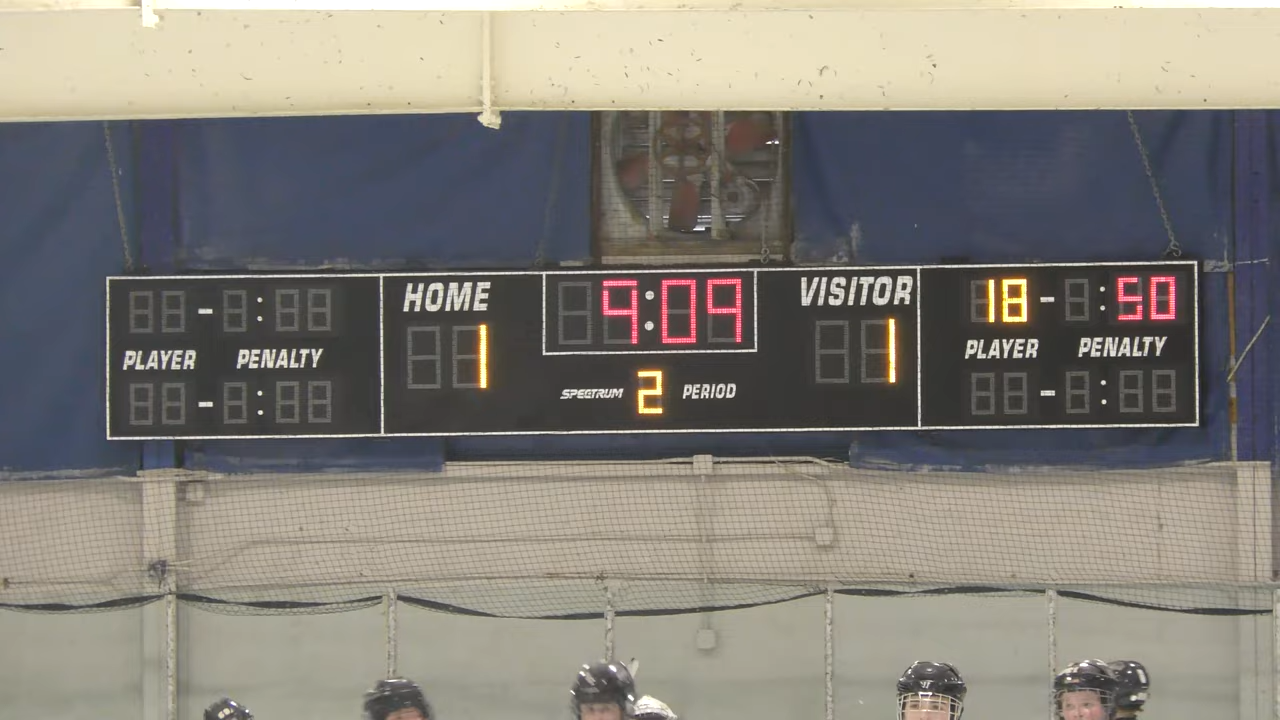 HOME 9:09 VISITOR 18 - :50
PLAYER PENALTY 1 1 PLAYER PENALTY
SPECTRUM 2 PERIOD